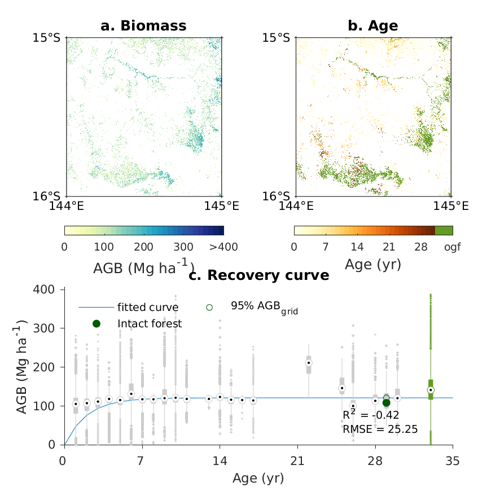 a. Biomass
b. Age
15°S
16°S
144°E
145°E
15°S
16°S
144°E
145°E
0 100 200 300 >400
AGB (Mg ha⁻¹)
0 7 14 21 28 ogf
Age (yr)
c. Recovery curve
400
300
200
100
0
AGB (Mg ha⁻¹)
fitted curve
Intact forest
95% AGB_grid
R² = -0.42
RMSE = 25.25
0 7 14 21 28 35
Age (yr)